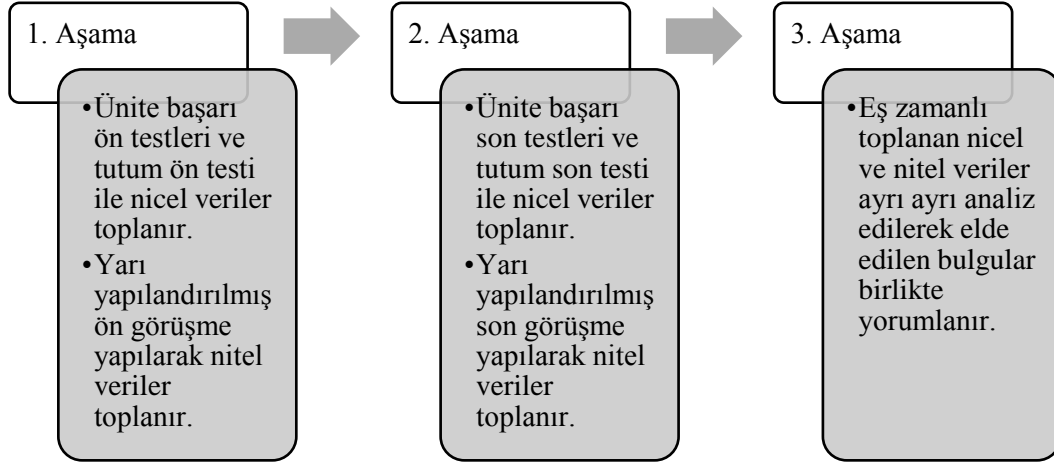 1. Aşama
•Ünite başarı
ön testleri ve
tutum ön testi
ile nicel veriler
toplanır.
•Yarı
yapılandırılmış
ön görüşme
yapılarak nitel
veriler
toplanır.
2. Aşama
•Ünite başarı
son testleri ve
tutum son testi
ile nicel veriler
toplanır.
•Yarı
yapılandırılmış
son görüşme
yapılarak nitel
veriler
toplanır.
3. Aşama
•Eş zamanlı
toplanan nicel
ve nitel veriler
ayrı ayrı analiz
edilerek elde
edilen bulgular
birlikte
yorumlanır.